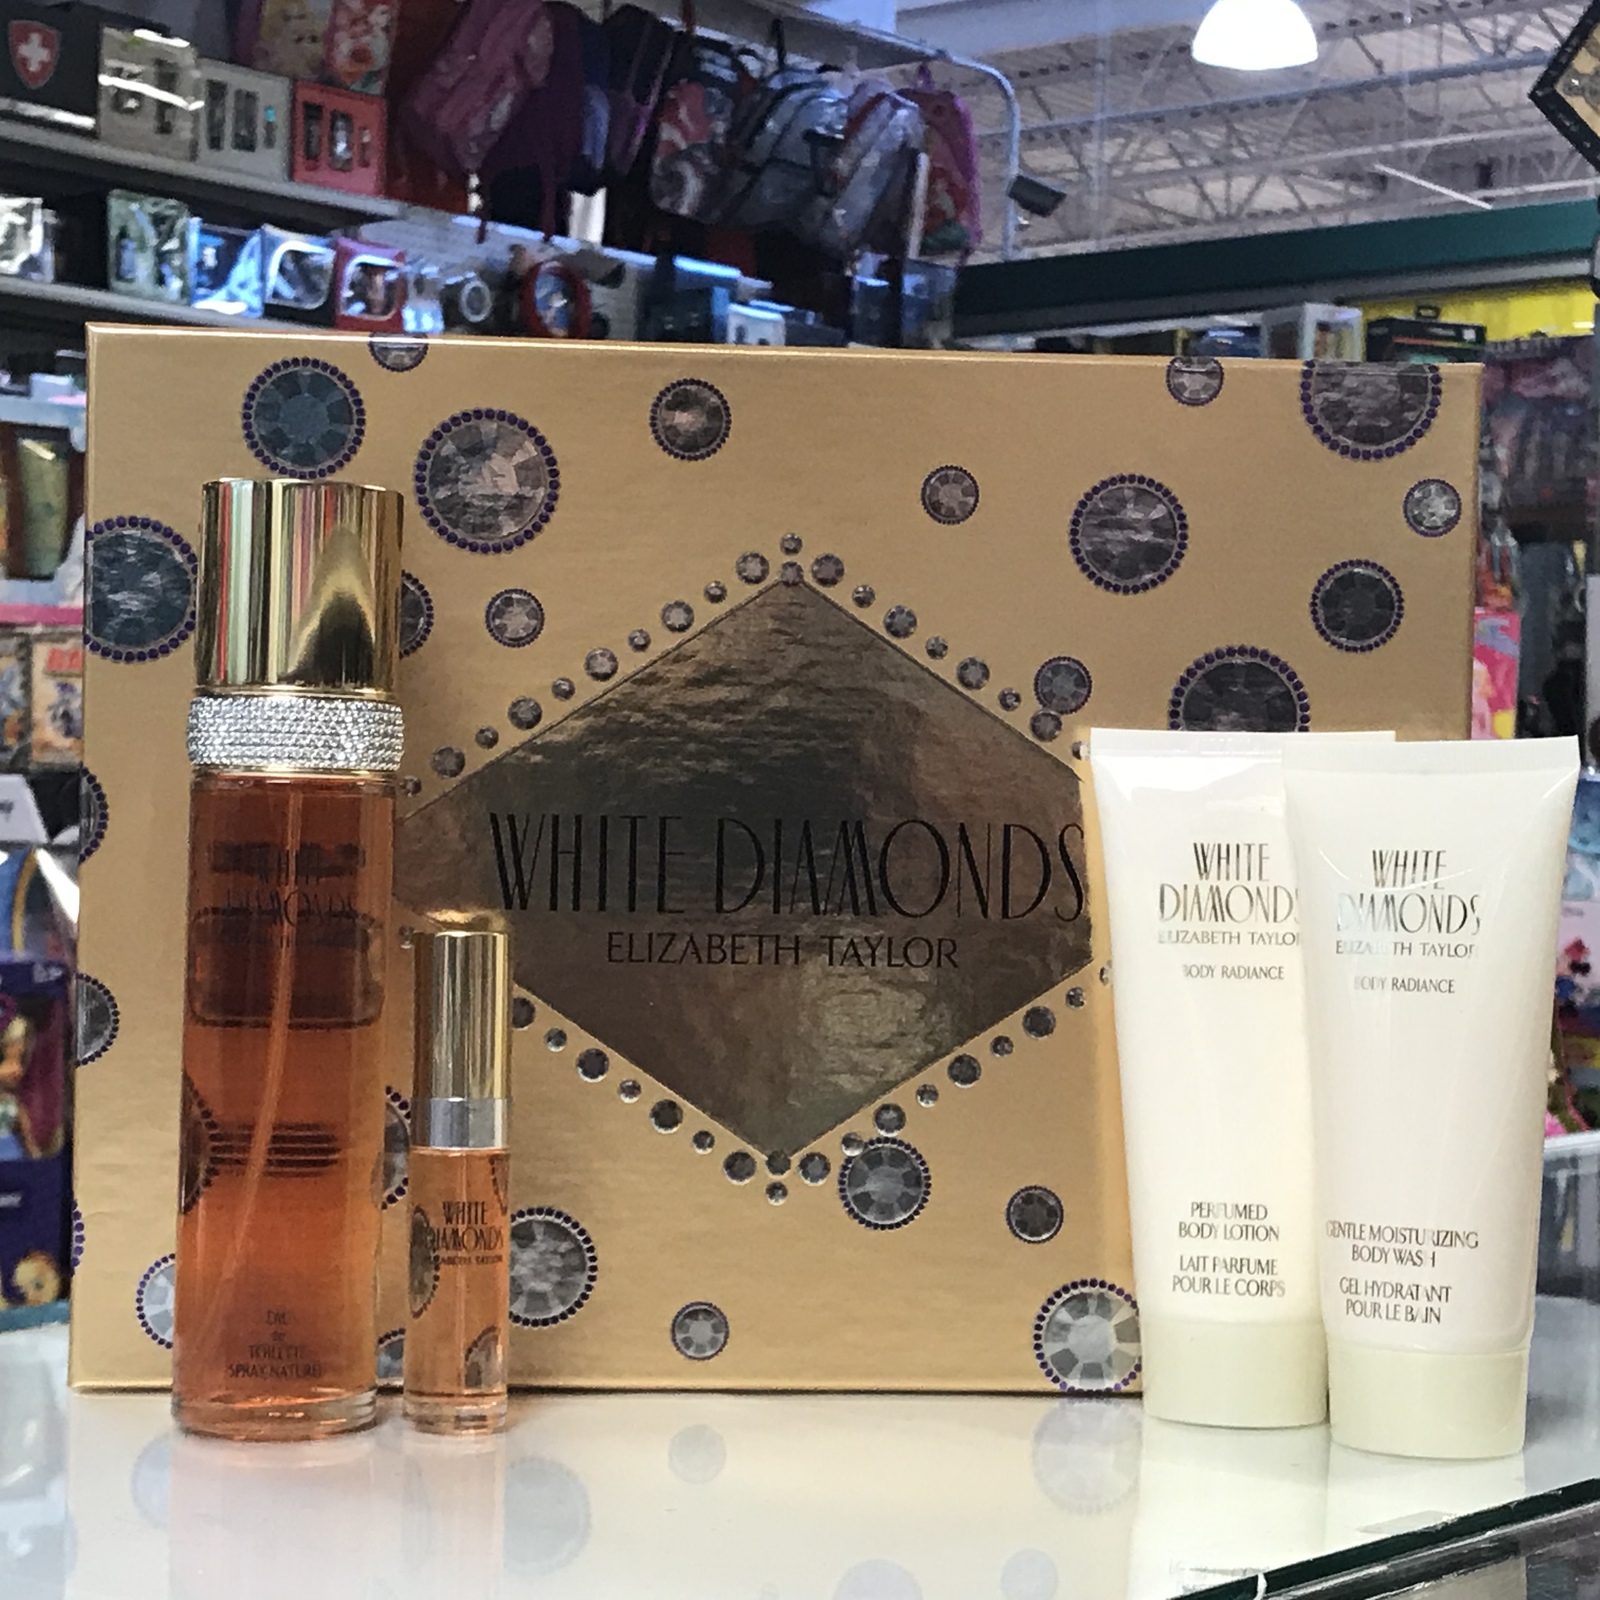 WHITE DIAMONDS
ELIZABETH TAYLOR
WHITE
DIAMONDS
EAU
de
TOILETTE
SPRAY NATUREL
WHITE
DIAMONDS
ELIZABETH TAYLOR
WHITE
DIAMONDS
ELIZABETH TAYLOR
BODY RADIANCE
PERFUMED
BODY LOTION
LAIT PARFUME
POUR LE CORPS
WHITE
DIAMONDS
ELIZABETH TAYLOR
BODY RADIANCE
GENTLE MOISTURIZING
BODY WASH
GEL HYDRATANT
POUR LE BAIN